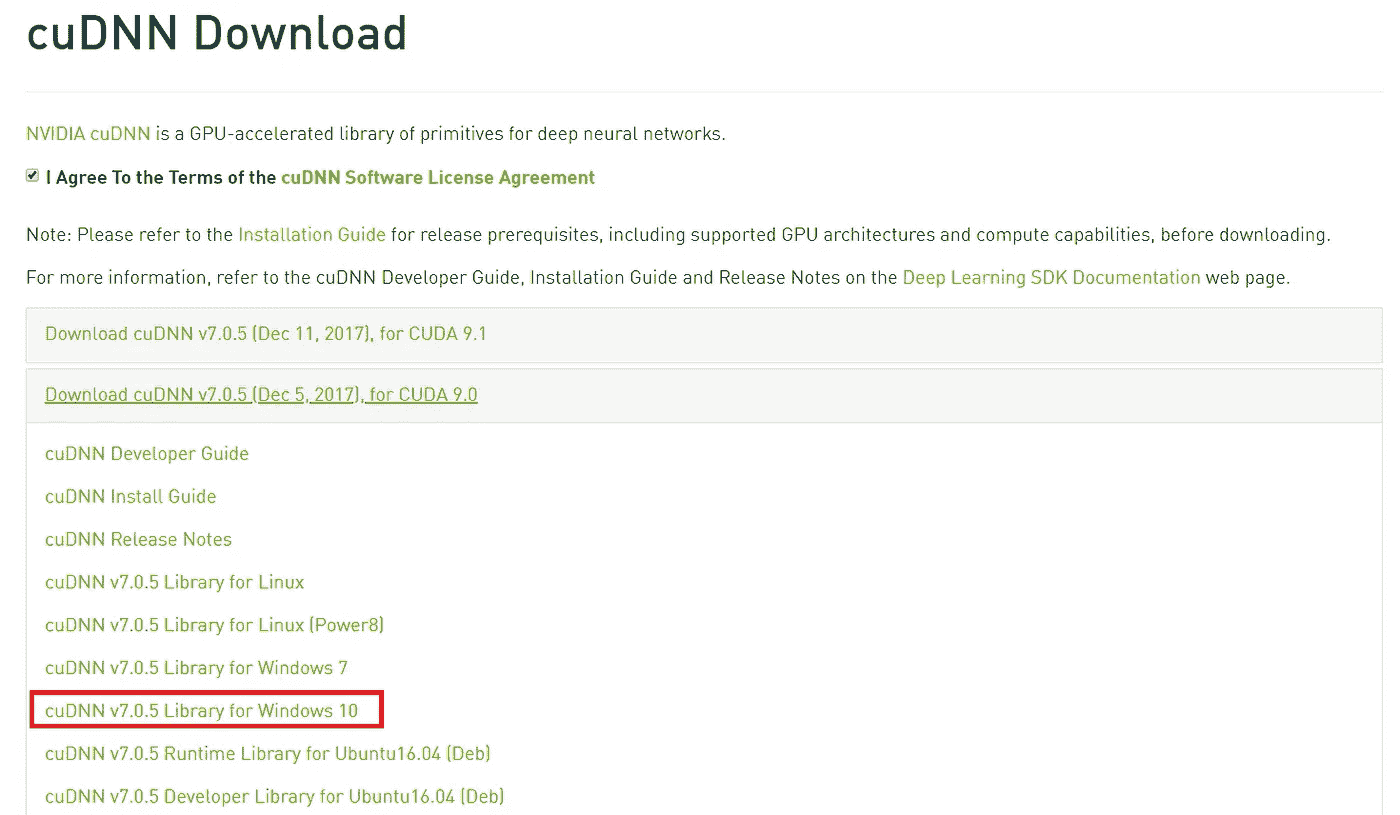 cuDNN Download
NVIDIA cuDNN is a GPU-accelerated library of primitives for deep neural networks.
I Agree To the Terms of the cuDNN Software License Agreement
Note: Please refer to the Installation Guide for release prerequisites, including supported GPU architectures and compute capabilities, before downloading.
For more information, refer to the cuDNN Developer Guide, Installation Guide and Release Notes on the Deep Learning SDK Documentation web page.
Download cuDNN v7.0.5 (Dec 11, 2017), for CUDA 9.1
Download cuDNN v7.0.5 (Dec 5, 2017), for CUDA 9.0
cuDNN Developer Guide
cuDNN Install Guide
cuDNN Release Notes
cuDNN v7.0.5 Library for Linux
cuDNN v7.0.5 Library for Linux (Power8)
cuDNN v7.0.5 Library for Windows 7
cuDNN v7.0.5 Library for Windows 10
cuDNN v7.0.5 Runtime Library for Ubuntu16.04 (Deb)
cuDNN v7.0.5 Developer Library for Ubuntu16.04 (Deb)